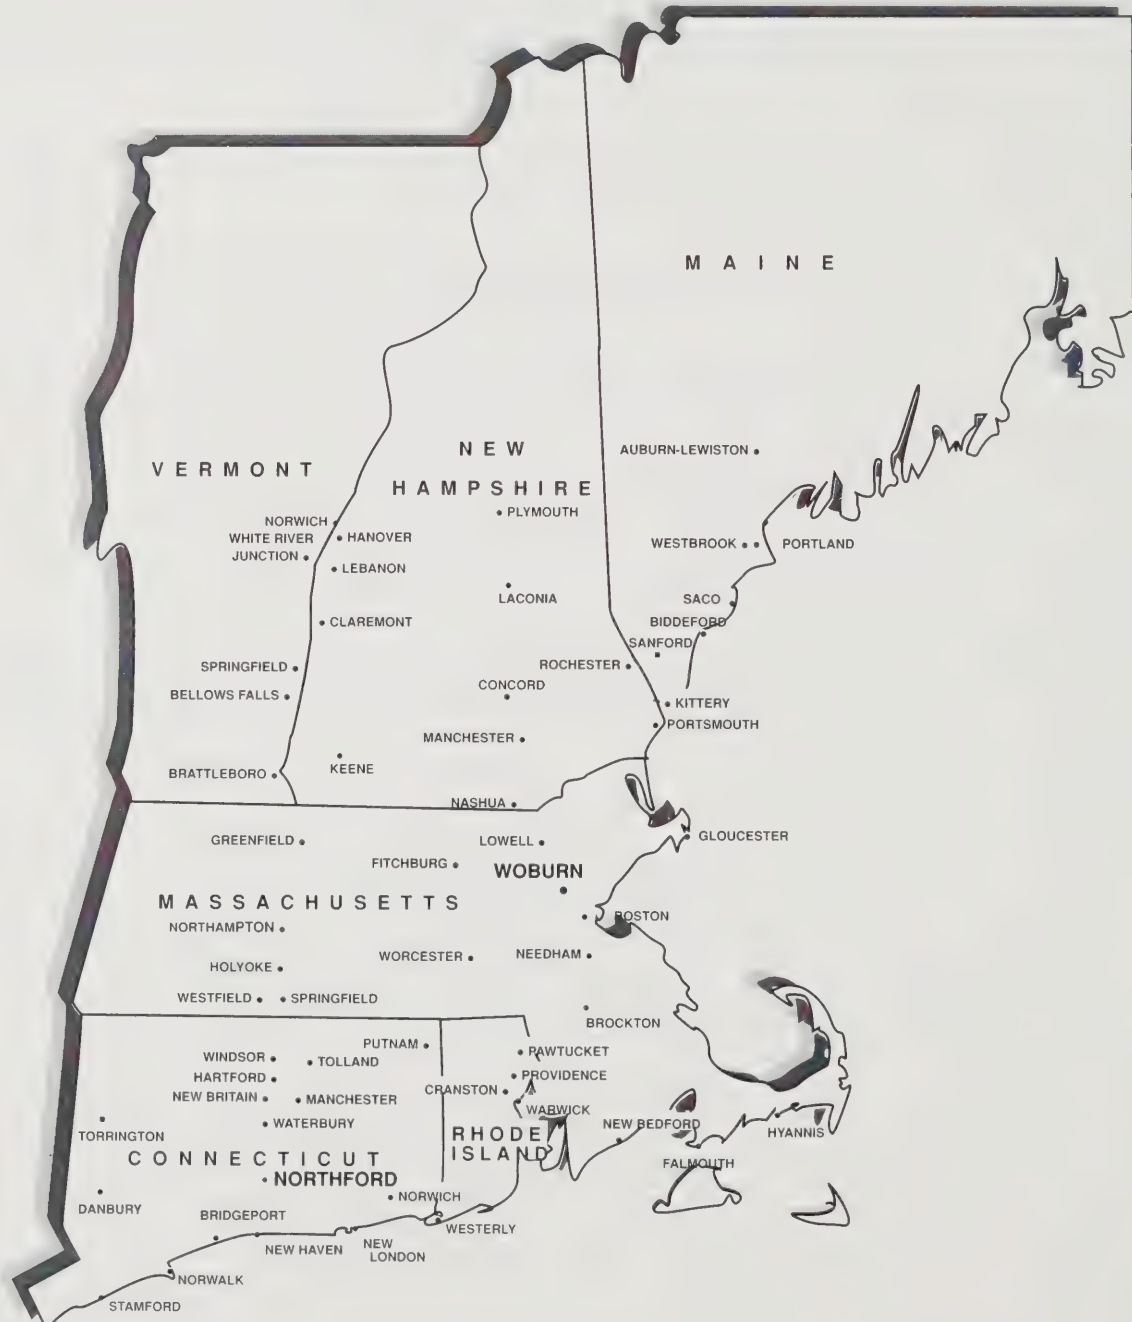 MAINE
NEW
HAMPSHIRE
VERMONT
AUBURN-LEWISTON
PLYMOUTH
NORWICH
WHITE RIVER
JUNCTION
HANOVER
LEBANON
WESTBROOK
PORTLAND
LACONIA
SACO
BIDDEFORD
SANFORD
CLAREMONT
SPRINGFIELD
ROCHESTER
BELLOWS FALLS
CONCORD
KITTERY
PORTSMOUTH
MANCHESTER
BRATTLEBORO
KEENE
NASHUA
GREENFIELD
LOWELL
GLOUCESTER
FITCHBURG
WOBURN
MASSACHUSETTS
BOSTON
NORTHAMPTON
WORCESTER
NEEDHAM
HOLYOKE
WESTFIELD
SPRINGFIELD
BROCKTON
PUTNAM
PAWTUCKET
WINDSOR
TOLLAND
HARTFORD
PROVIDENCE
CRANSTON
NEW BRITAIN
MANCHESTER
WARWICK
WATERBURY
NEW BEDFORD
HYANNIS
TORRINGTON
RHODE
ISLAND
CONNECTICUT
FALMOUTH
NORTHFORD
NORWICH
DANBURY
BRIDGEPORT
WESTERLY
NEW HAVEN
NEW
LONDON
NORWALK
STAMFORD